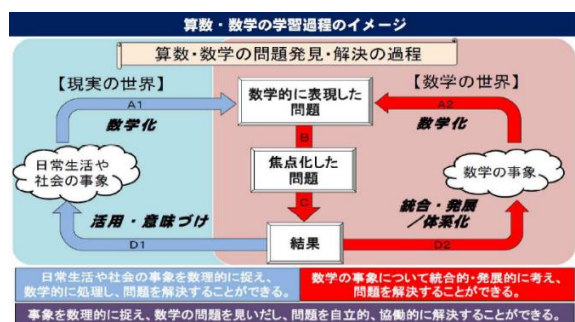 算数・数学の学習過程のイメージ
算数・数学の問題発見・解決の過程
【現実の世界】
【数学の世界】
A1
数学化
数学的に表現した
問題
A2
数学化
B
日常生活や
社会の事象
焦点化した
問題
数学の事象
C
活用・意味づけ
D1
結果
統合・発展
／体系化
D2
日常生活や社会の事象を数理的に捉え、
数学的に処理し、問題を解決することができる。
数学の事象について統合的・発展的に考え、
問題を解決することができる。
事象を数理的に捉え、数学の問題を見いだし、問題を自立的、協働的に解決することができる。